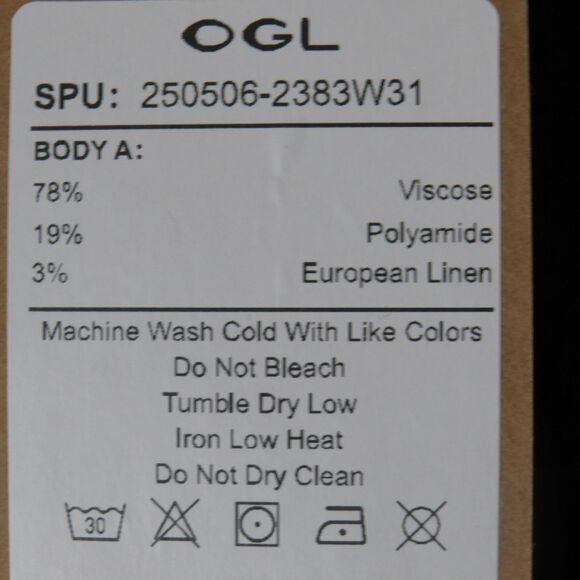 OGL
SPU: 250506-2383W31
BODY A:
78% Viscose
19% Polyamide
3% European Linen
Machine Wash Cold With Like Colors
Do Not Bleach
Tumble Dry Low
Iron Low Heat
Do Not Dry Clean
30